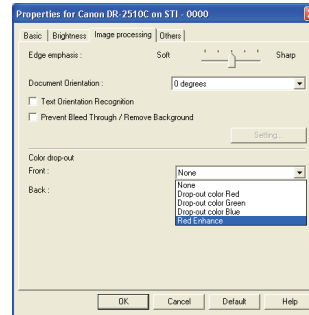 Properties for Canon DR-2510C on STI - 0000
Basic Brightness Image processing Others
Edge emphasis : Soft Sharp
Document Orientation : 0 degrees
Text Orientation Recognition
Prevent Bleed Through / Remove Background
Setting...
Color drop-out
Front : None
Back :
None
Drop-out color Red
Drop-out color Green
Drop-out color Blue
Red Enhance
OK Cancel Default Help